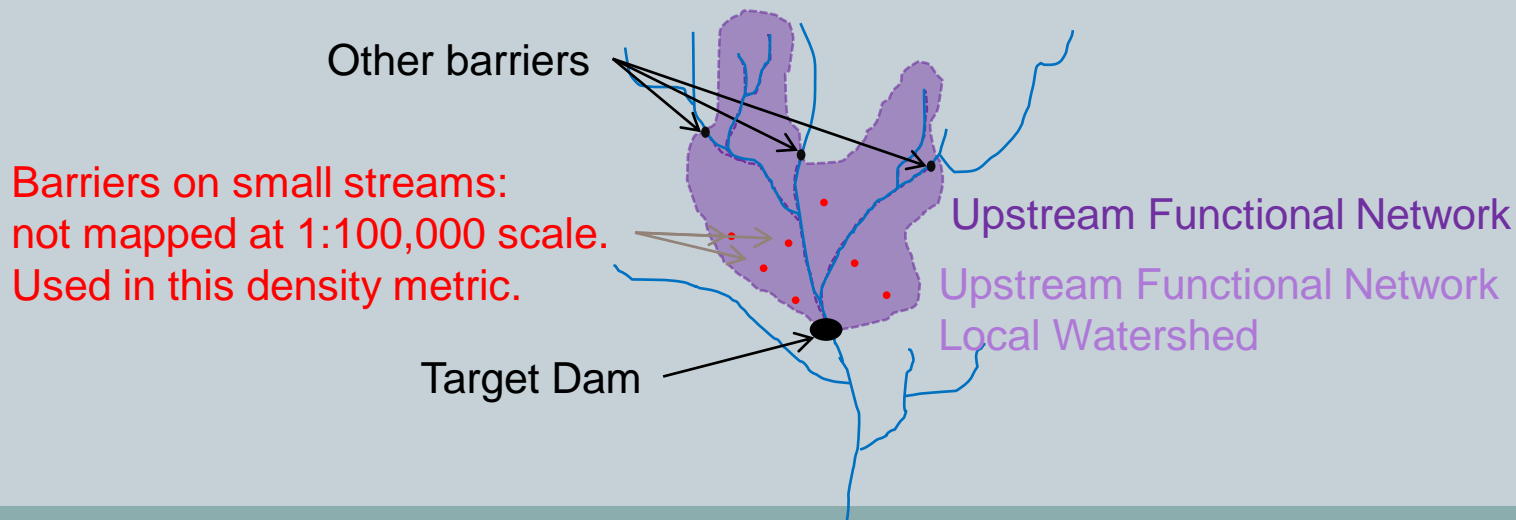 Other barriers
Barriers on small streams:
not mapped at 1:100,000 scale.
Used in this density metric.
Upstream Functional Network
Upstream Functional Network
Local Watershed
Target Dam